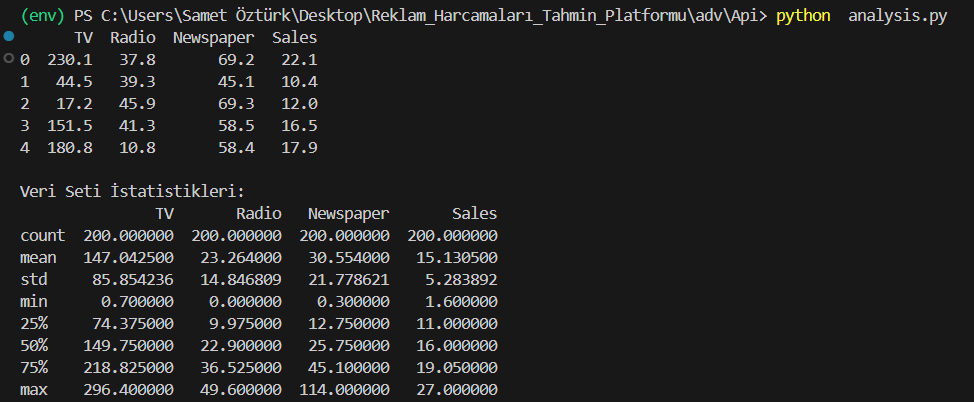 (env) PS C:\Users\Samet Öztürk\Desktop\Reklam_Harcamaları_Tahmin_Platformu\adv\Api> python  analysis.py
      TV  Radio  Newspaper  Sales
0  230.1   37.8       69.2   22.1
1   44.5   39.3       45.1   10.4
2   17.2   45.9       69.3   12.0
3  151.5   41.3       58.5   16.5
4  180.8   10.8       58.4   17.9

Veri Seti İstatistikleri:
               TV       Radio   Newspaper       Sales
count  200.000000  200.000000  200.000000  200.000000
mean   147.042500   23.264000   30.554000   15.130500
std     85.854236   14.846809   21.778621    5.283892
min      0.700000    0.000000    0.300000    1.600000
25%     74.375000    9.975000   12.750000   11.000000
50%    149.750000   22.900000   25.750000   16.000000
75%    218.825000   36.525000   45.100000   19.050000
max    296.400000   49.600000  114.000000   27.000000